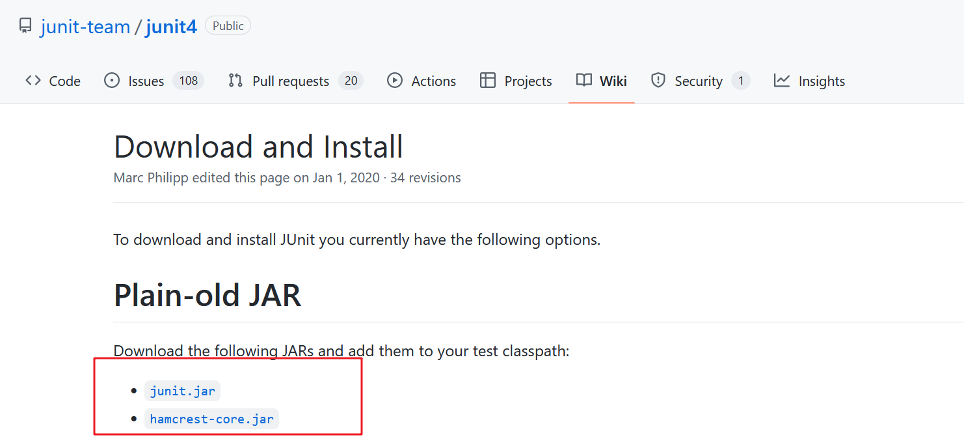 junit-team / junit4 Public
Code Issues 108 Pull requests 20 Actions Projects Wiki Security 1 Insights
Download and Install
Marc Philipp edited this page on Jan 1, 2020 · 34 revisions
To download and install JUnit you currently have the following options.
Plain-old JAR
Download the following JARs and add them to your test classpath:
• junit.jar
• hamcrest-core.jar